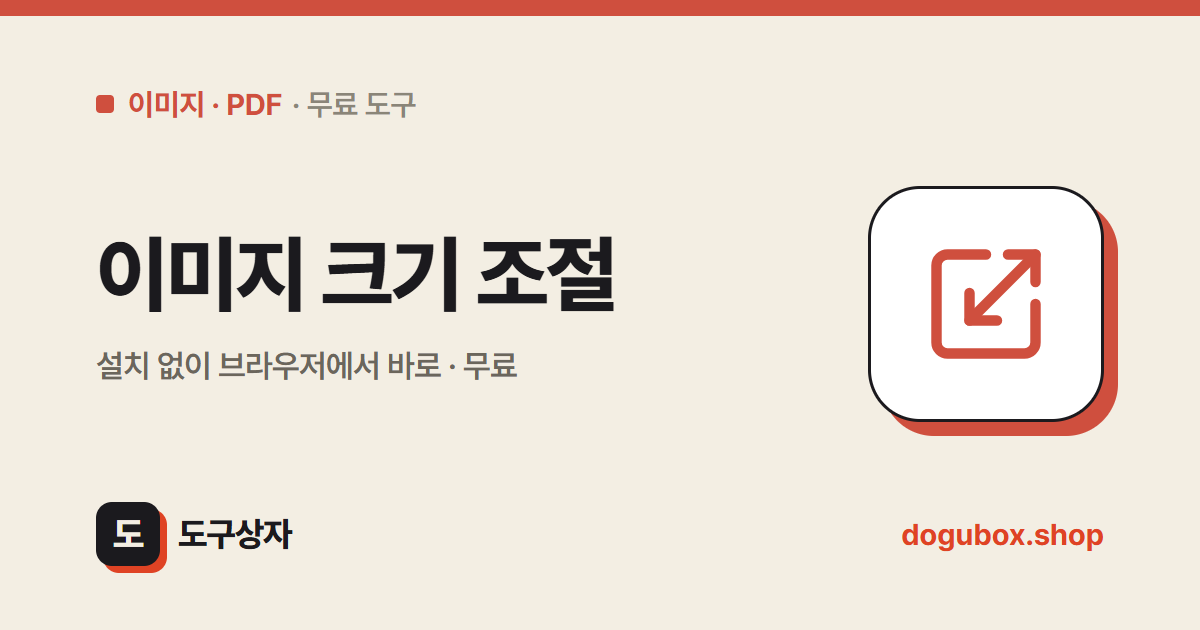 이미지 · PDF · 무료 도구
이미지 크기 조절
설치 없이 브라우저에서 바로 · 무료
도 도구상자
dogubox.shop